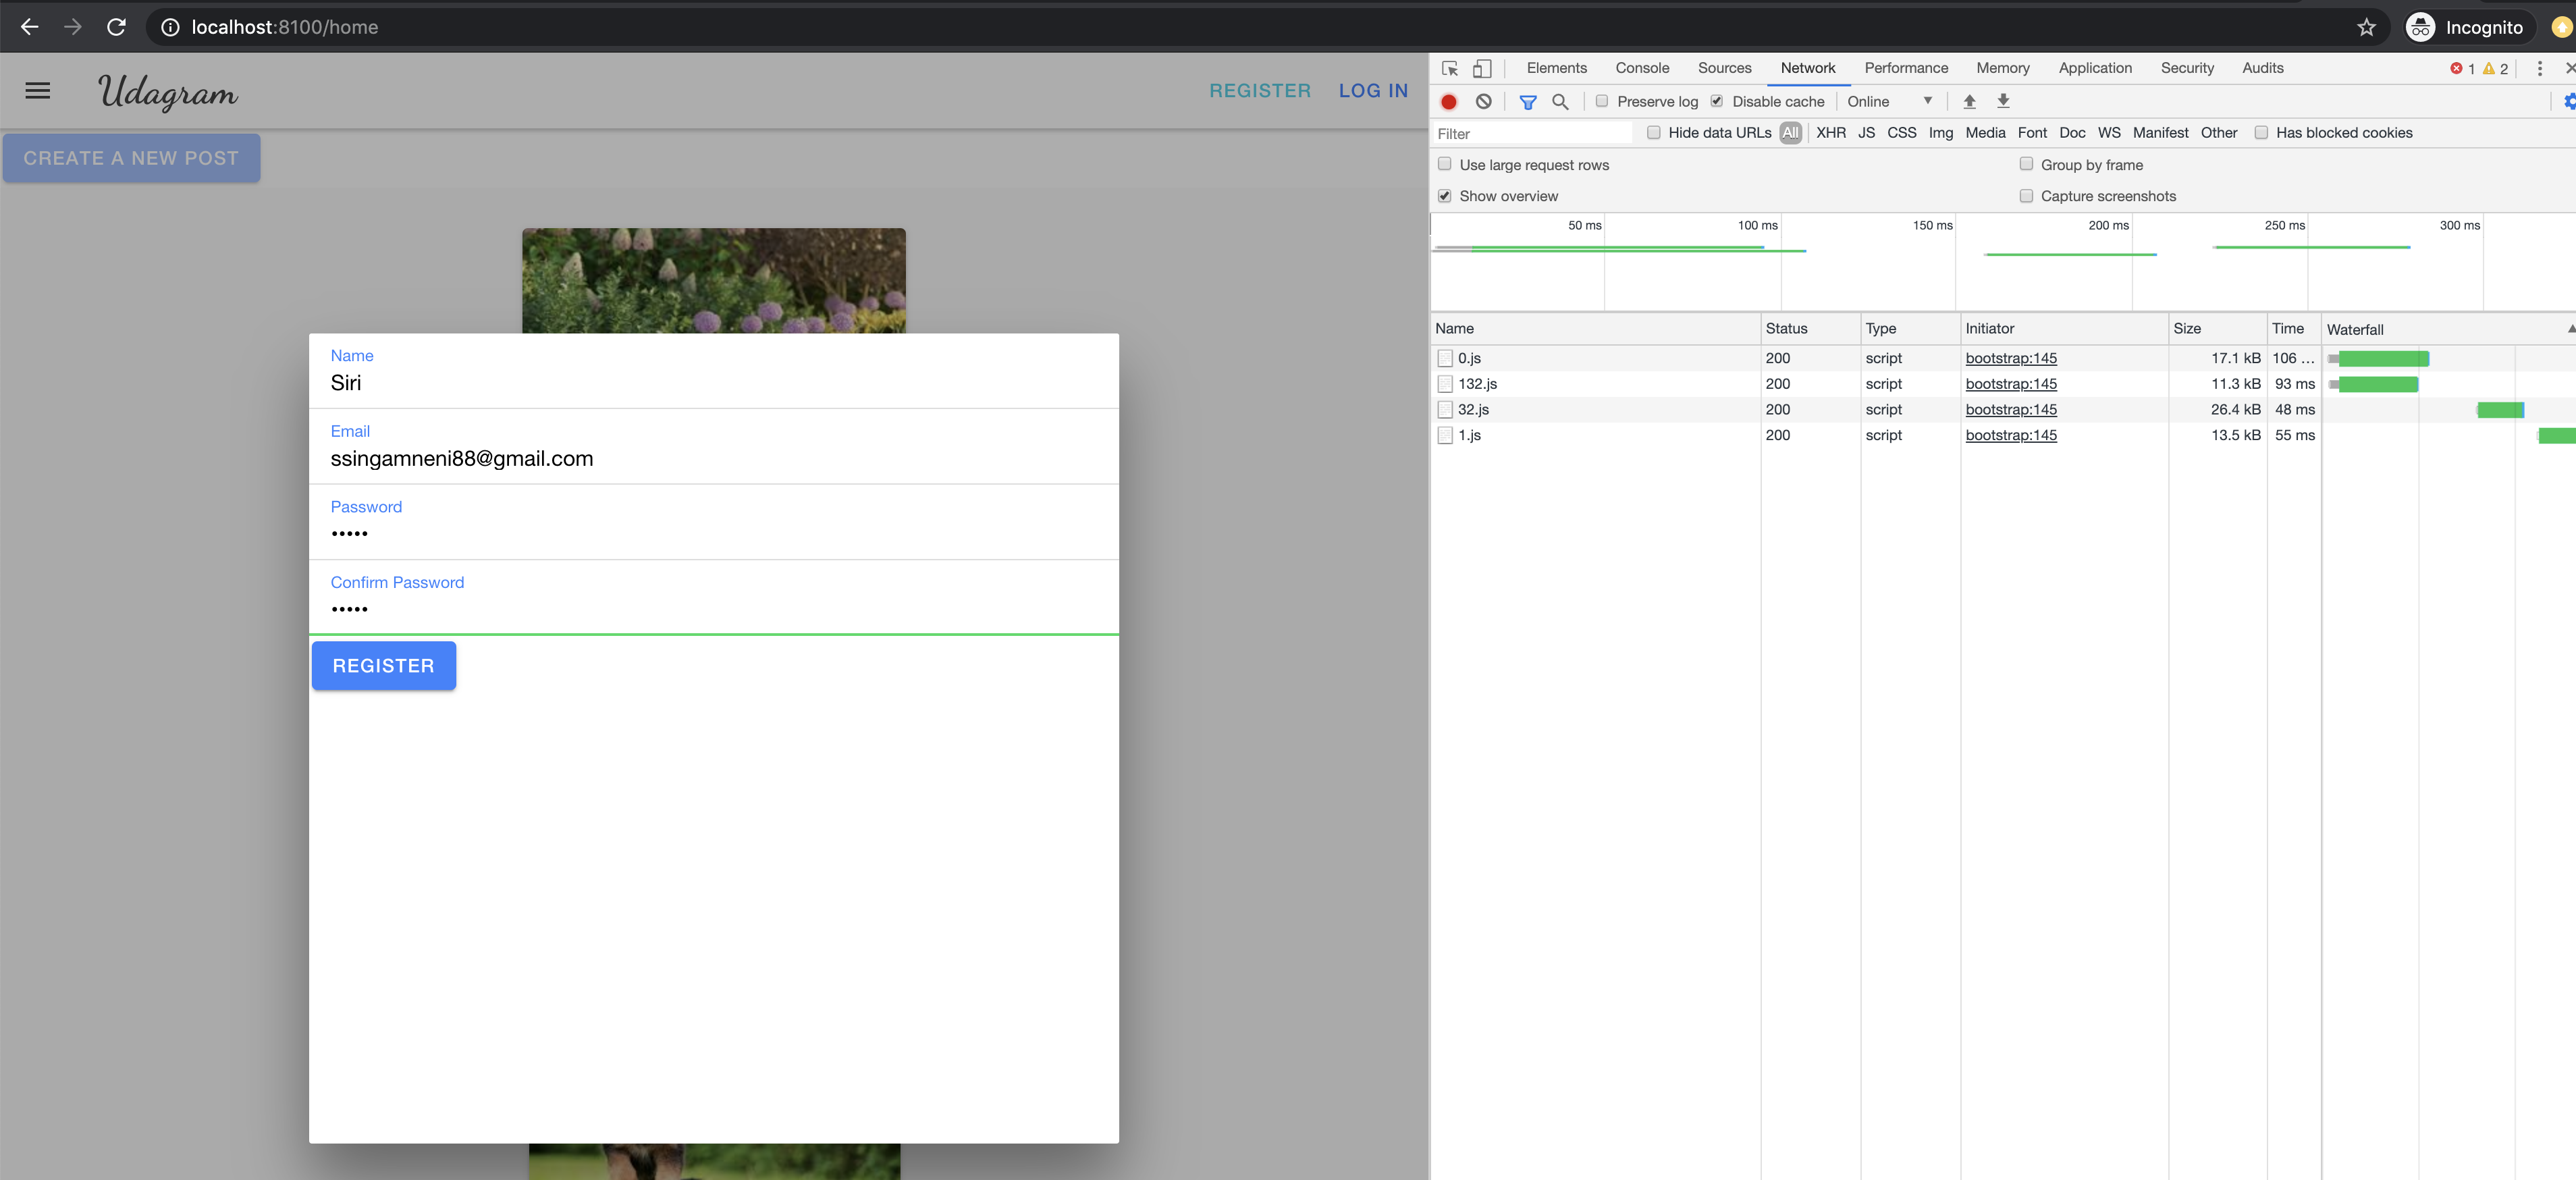 localhost:8100/home
Incognito
Udagram
REGISTER LOG IN
CREATE A NEW POST
Name
Siri
Email
ssingamneni88@gmail.com
Password
•••••
Confirm Password
•••••
REGISTER
Elements Console Sources Network Performance Memory Application Security Audits 1 2
Preserve log Disable cache Online
Filter Hide data URLs All XHR JS CSS Img Media Font Doc WS Manifest Other Has blocked cookies
Use large request rows Group by frame
Show overview Capture screenshots
50 ms 100 ms 150 ms 200 ms 250 ms 300 ms
Name Status Type Initiator Size Time Waterfall
0.js 200 script bootstrap:145 17.1 kB 106 ...
132.js 200 script bootstrap:145 11.3 kB 93 ms
32.js 200 script bootstrap:145 26.4 kB 48 ms
1.js 200 script bootstrap:145 13.5 kB 55 ms